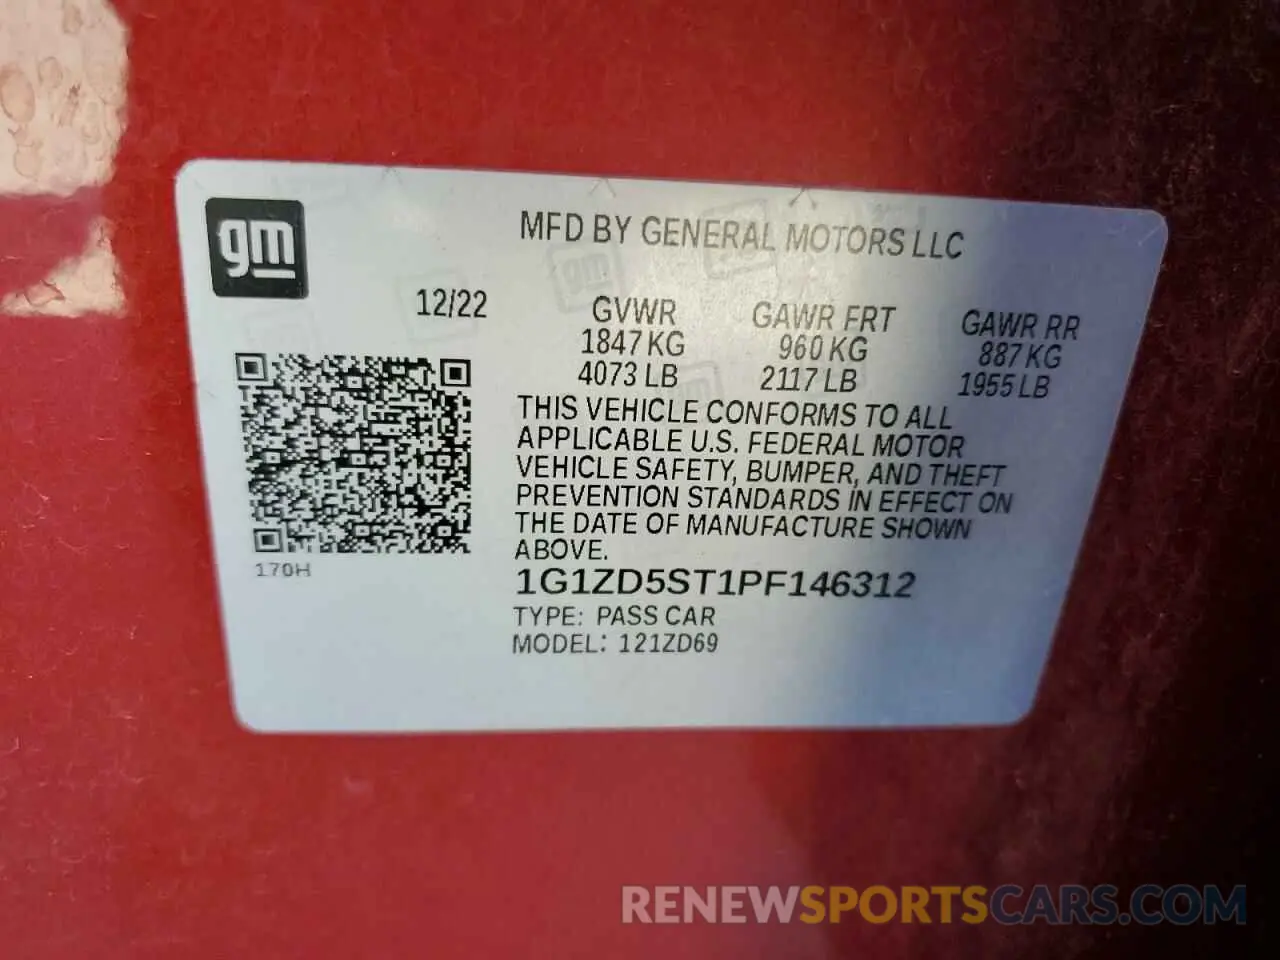 gm
MFD BY GENERAL MOTORS LLC
12/22
GVWR GAWR FRT GAWR RR
1847 KG 960 KG 887 KG
4073 LB 2117 LB 1955 LB
THIS VEHICLE CONFORMS TO ALL
APPLICABLE U.S. FEDERAL MOTOR
VEHICLE SAFETY, BUMPER, AND THEFT
PREVENTION STANDARDS IN EFFECT ON
THE DATE OF MANUFACTURE SHOWN
ABOVE.
170H
1G1ZD5ST1PF146312
TYPE: PASS CAR
MODEL: 121ZD69
RENEWSPORTSCARS.COM